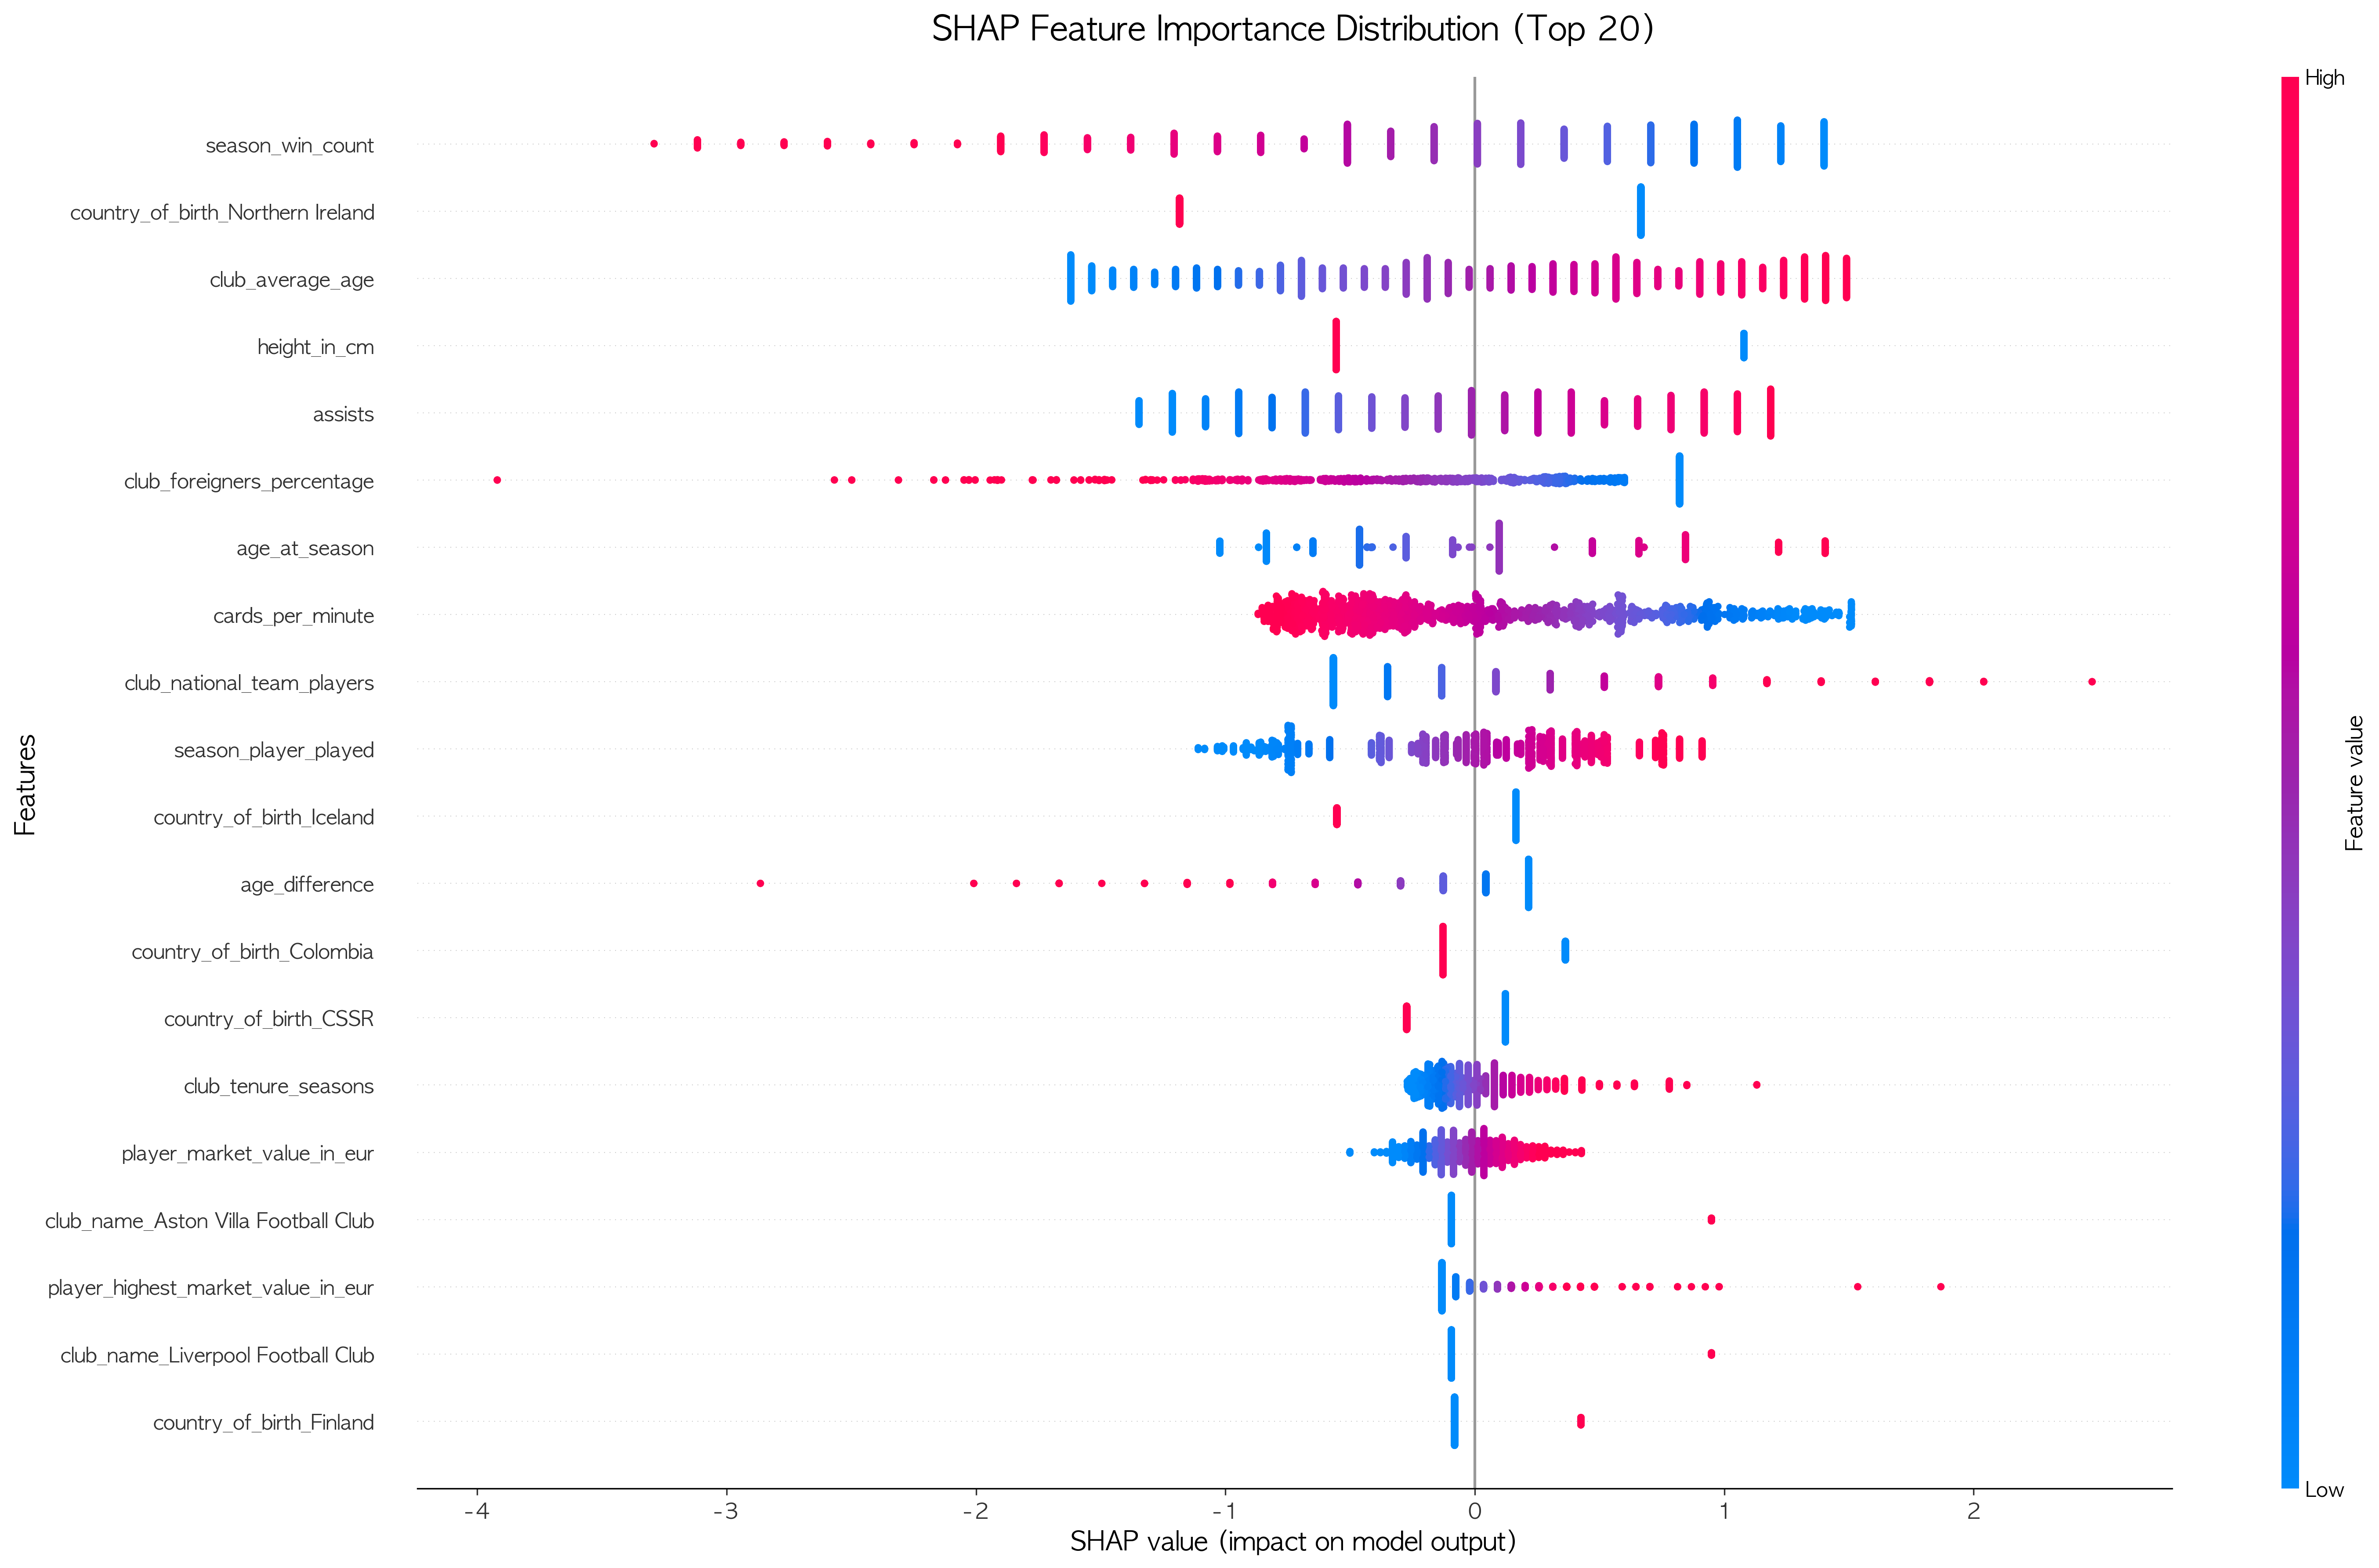 SHAP Feature Importance Distribution (Top 20)
High
season_win_count
country_of_birth_Northern Ireland
club_average_age
height_in_cm
assists
club_foreigners_percentage
age_at_season
cards_per_minute
club_national_team_players
season_player_played
country_of_birth_Iceland
age_difference
country_of_birth_Colombia
country_of_birth_CSSR
club_tenure_seasons
player_market_value_in_eur
club_name_Aston Villa Football Club
player_highest_market_value_in_eur
club_name_Liverpool Football Club
country_of_birth_Finland
Features
Feature value
Low
-4 -3 -2 -1 0 1 2
SHAP value (impact on model output)